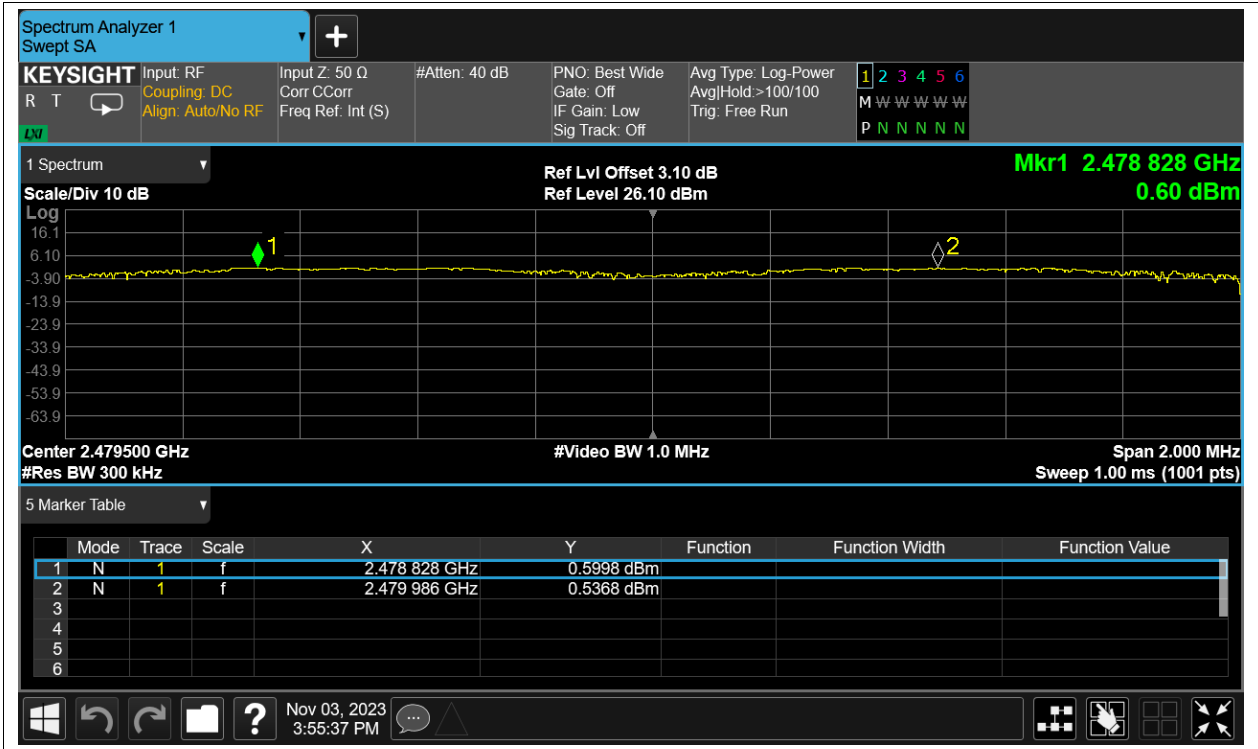 Spectrum Analyzer 1
Swept SA
KEYSIGHT
R T
LXI
Input: RF
Coupling: DC
Align: Auto/No RF
Input Z: 50 Ω
Corr CCorr
Freq Ref: Int (S)
#Atten: 40 dB
PNO: Best Wide
Gate: Off
IF Gain: Low
Sig Track: Off
Avg Type: Log-Power
Avg|Hold:>100/100
Trig: Free Run
1 2 3 4 5 6
M W W W W W
P N N N N N
1 Spectrum
Scale/Div 10 dB
Ref Lvl Offset 3.10 dB
Ref Level 26.10 dBm
Mkr1 2.478 828 GHz
0.60 dBm
Log
16.1
6.10
-3.90
-13.9
-23.9
-33.9
-43.9
-53.9
-63.9
1
2
Center 2.479500 GHz
#Res BW 300 kHz
#Video BW 1.0 MHz
Span 2.000 MHz
Sweep 1.00 ms (1001 pts)
5 Marker Table
Mode Trace Scale X Y Function Function Width Function Value
1 N 1 f 2.478 828 GHz 0.5998 dBm
2 N 1 f 2.479 986 GHz 0.5368 dBm
3
4
5
6
?
Nov 03, 2023
3:55:37 PM